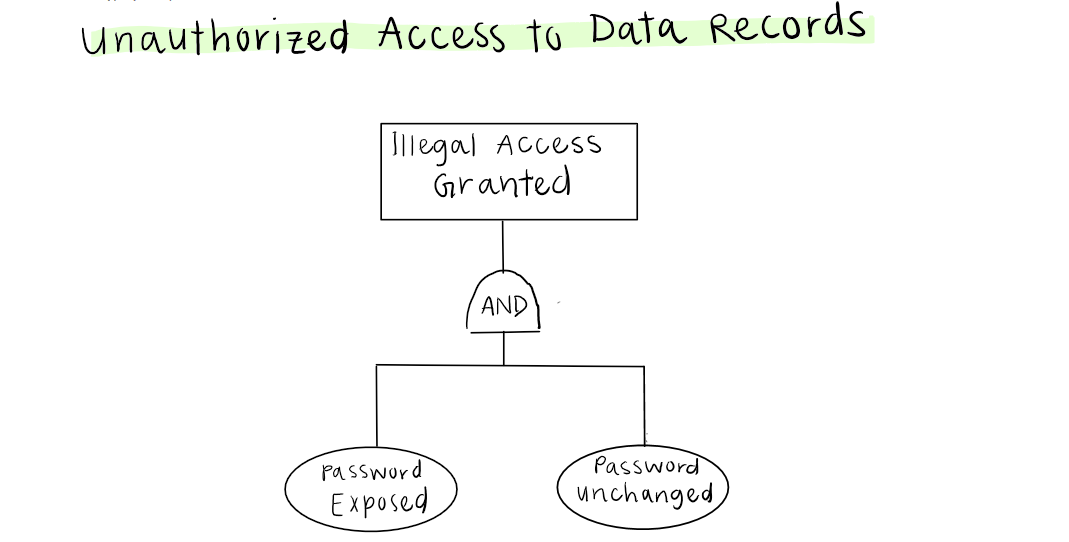 Unauthorized Access to Data Records
Illegal Access
Granted
AND
Password
Exposed
Password
unchanged